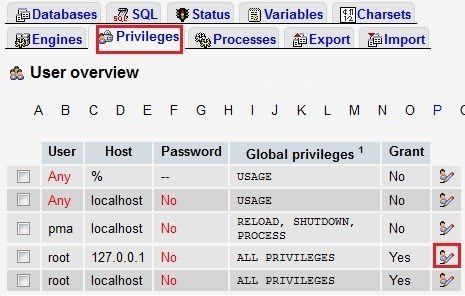 Databases SQL Status Variables Charsets
Engines Privileges Processes Export Import
User overview
A B C D E F G H I J K L M N O P
User Host Password Global privileges 1 Grant
Any % -- USAGE No
Any localhost No USAGE No
pma localhost No RELOAD, SHUTDOWN, PROCESS No
root 127.0.0.1 No ALL PRIVILEGES Yes
root localhost No ALL PRIVILEGES Yes